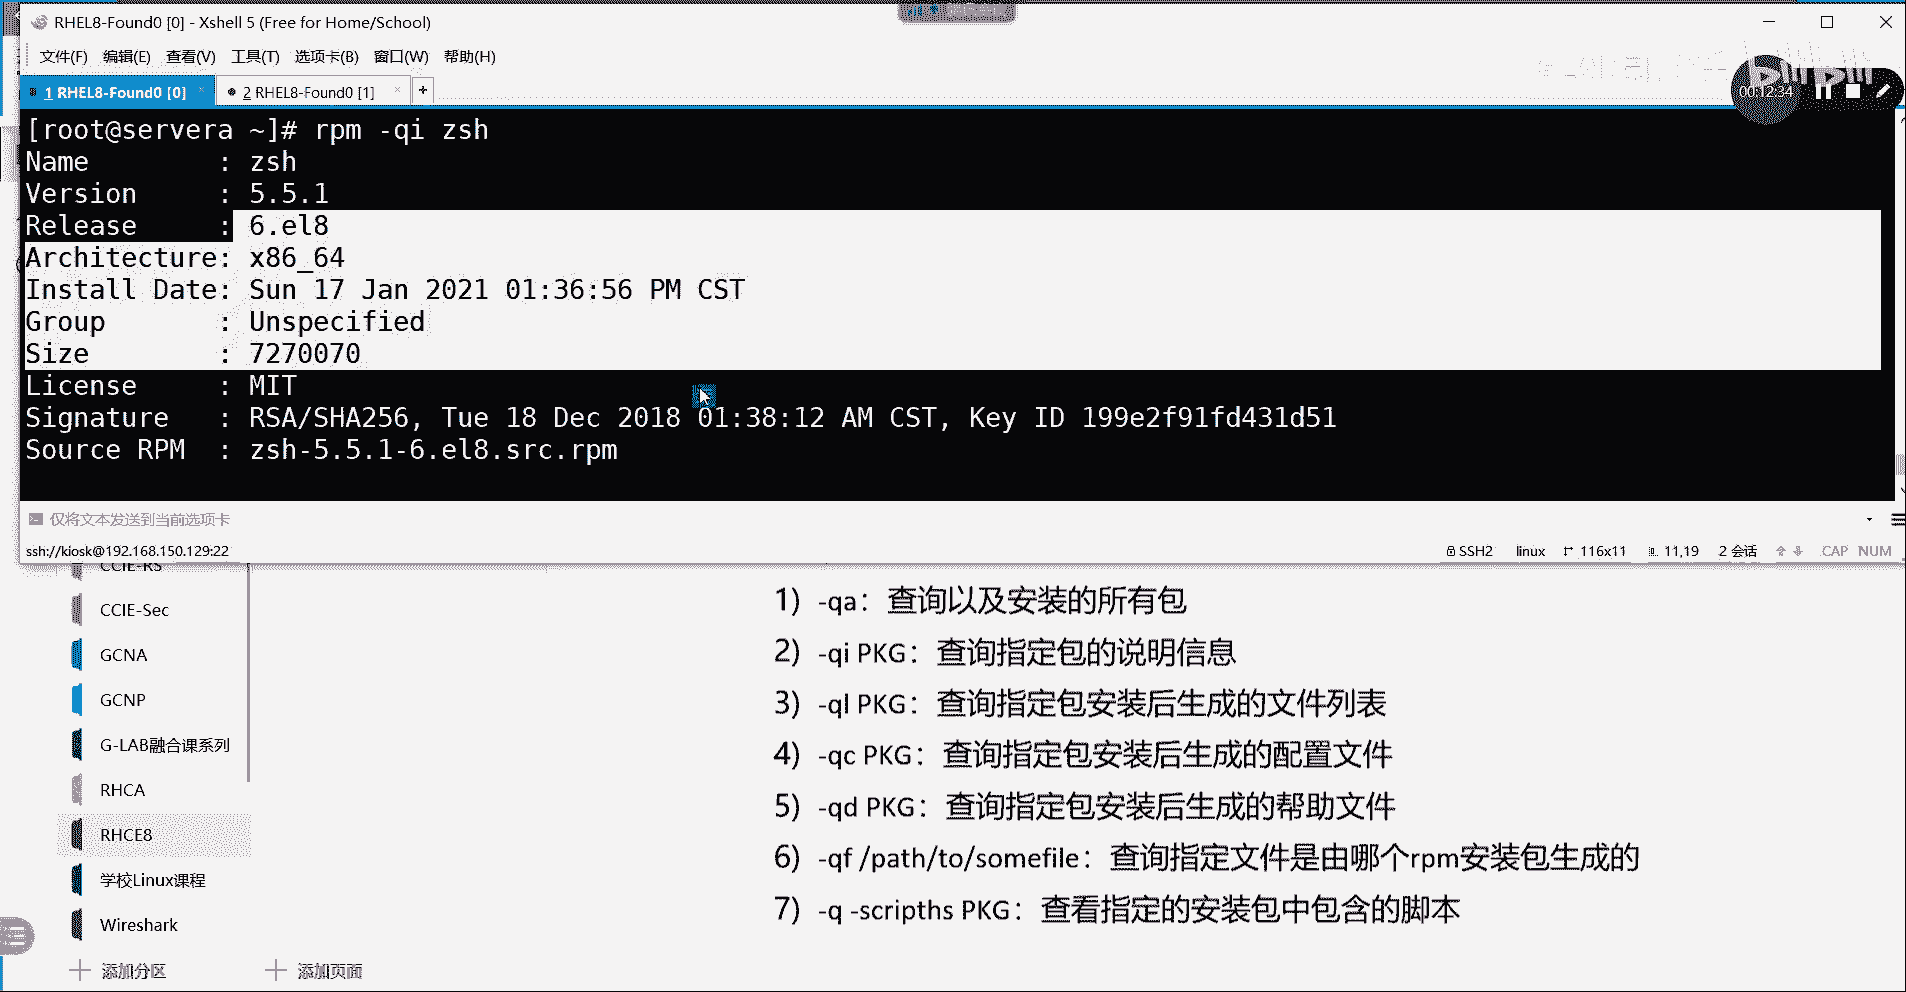 RHEL8-Found0 [0] - Xshell 5 (Free for Home/School)
文件(F) 编辑(E) 查看(V) 工具(T) 选项卡(B) 窗口(W) 帮助(H)
1 RHEL8-Found0 [0] × 2 RHEL8-Found0 [1] × +
bilibili
00:12:34
[root@servera ~]# rpm -qi zsh
Name : zsh
Version : 5.5.1
Release : 6.el8
Architecture: x86_64
Install Date: Sun 17 Jan 2021 01:36:56 PM CST
Group : Unspecified
Size : 7270070
License : MIT
Signature : RSA/SHA256, Tue 18 Dec 2018 01:38:12 AM CST, Key ID 199e2f91fd431d51
Source RPM : zsh-5.5.1-6.el8.src.rpm
仅将文本发送到当前选项卡
ssh://kiosk@192.168.150.129:22 SSH2 linux 116x11 11,19 2 会话 CAP NUM
CCIE-RS
CCIE-Sec
GCNA
GCNP
G-LAB融合课系列
RHCA
RHCE8
学校Linux课程
Wireshark
添加分区 添加页面
1) -qa：查询以及安装的所有包
2) -qi PKG：查询指定包的说明信息
3) -ql PKG：查询指定包安装后生成的文件列表
4) -qc PKG：查询指定包安装后生成的配置文件
5) -qd PKG：查询指定包安装后生成的帮助文件
6) -qf /path/to/somefile：查询指定文件是由哪个rpm安装包生成的
7) -q -scripths PKG：查看指定的安装包中包含的脚本